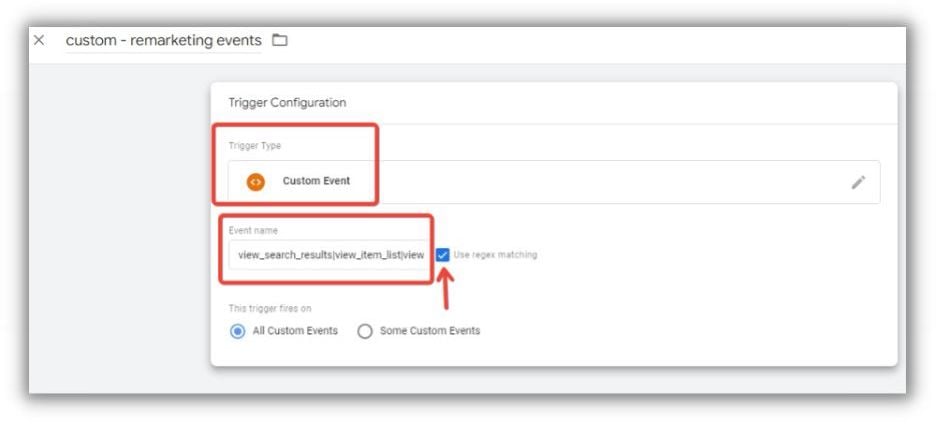 custom - remarketing events
Trigger Configuration
Trigger Type
Custom Event
Event name
view_search_results|view_item_list|view
Use regex matching
This trigger fires on
All Custom Events
Some Custom Events